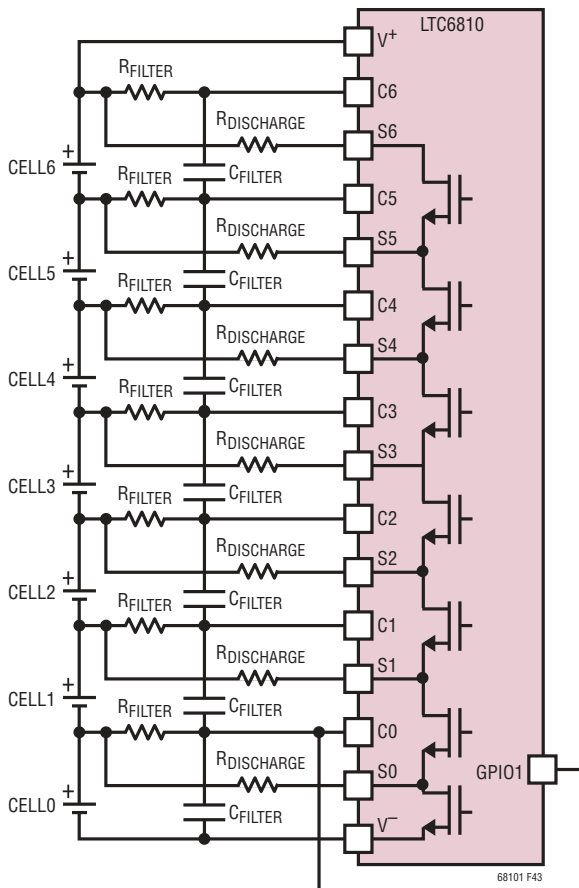 LTC6810
V+
RFILTER
C6
RDISCHARGE
S6
CELL6
+
RFILTER
CFILTER
C5
RDISCHARGE
S5
CELL5
+
RFILTER
CFILTER
C4
RDISCHARGE
S4
CELL4
+
RFILTER
CFILTER
C3
RDISCHARGE
S3
CELL3
+
RFILTER
CFILTER
C2
RDISCHARGE
S2
CELL2
+
RFILTER
CFILTER
C1
RDISCHARGE
S1
CELL1
+
RFILTER
CFILTER
C0
RDISCHARGE
S0
GPIO1
CELL0
+
CFILTER
V−
68101 F43